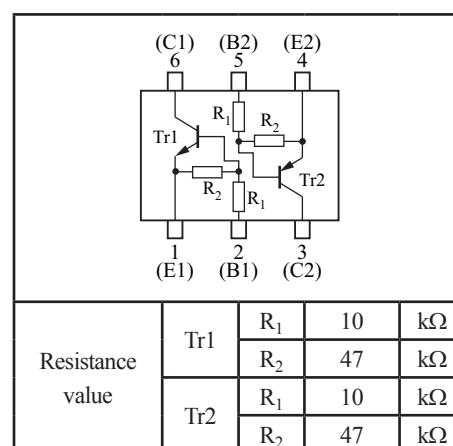 (C1) (B2) (E2)
6 5 4
R1
R2
Tr1
Tr2
R2
R1
1 2 3
(E1) (B1) (C2)
Resistance value Tr1 R1 10 kΩ
R2 47 kΩ
Tr2 R1 10 kΩ
R2 47 kΩ